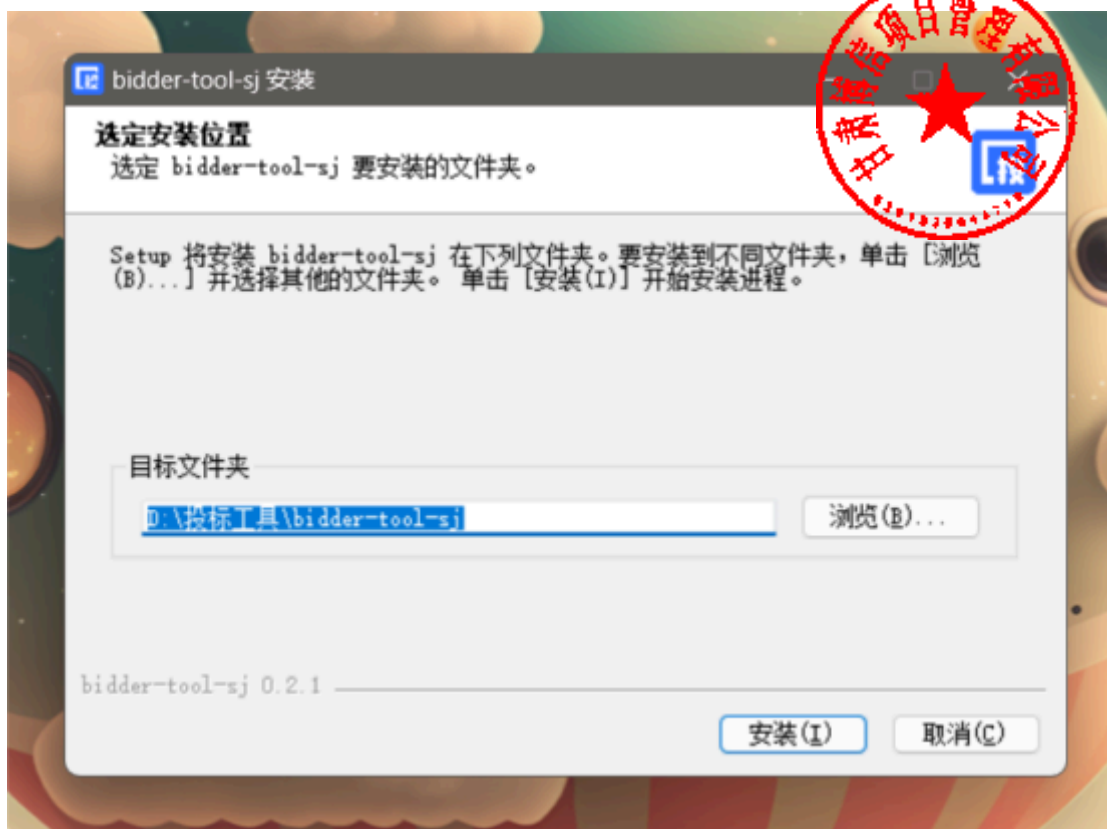 bidder-tool-sj 安装
选定安装位置
选定 bidder-tool-sj 要安装的文件夹。
Setup 将安装 bidder-tool-sj 在下列文件夹。要安装到不同文件夹，单击 [浏览
(B)...] 并选择其他的文件夹。 单击 [安装(I)] 开始安装进程。
目标文件夹
D:\投标工具\bidder-tool-sj
浏览(B)...
bidder-tool-sj 0.2.1
安装(I)
取消(C)